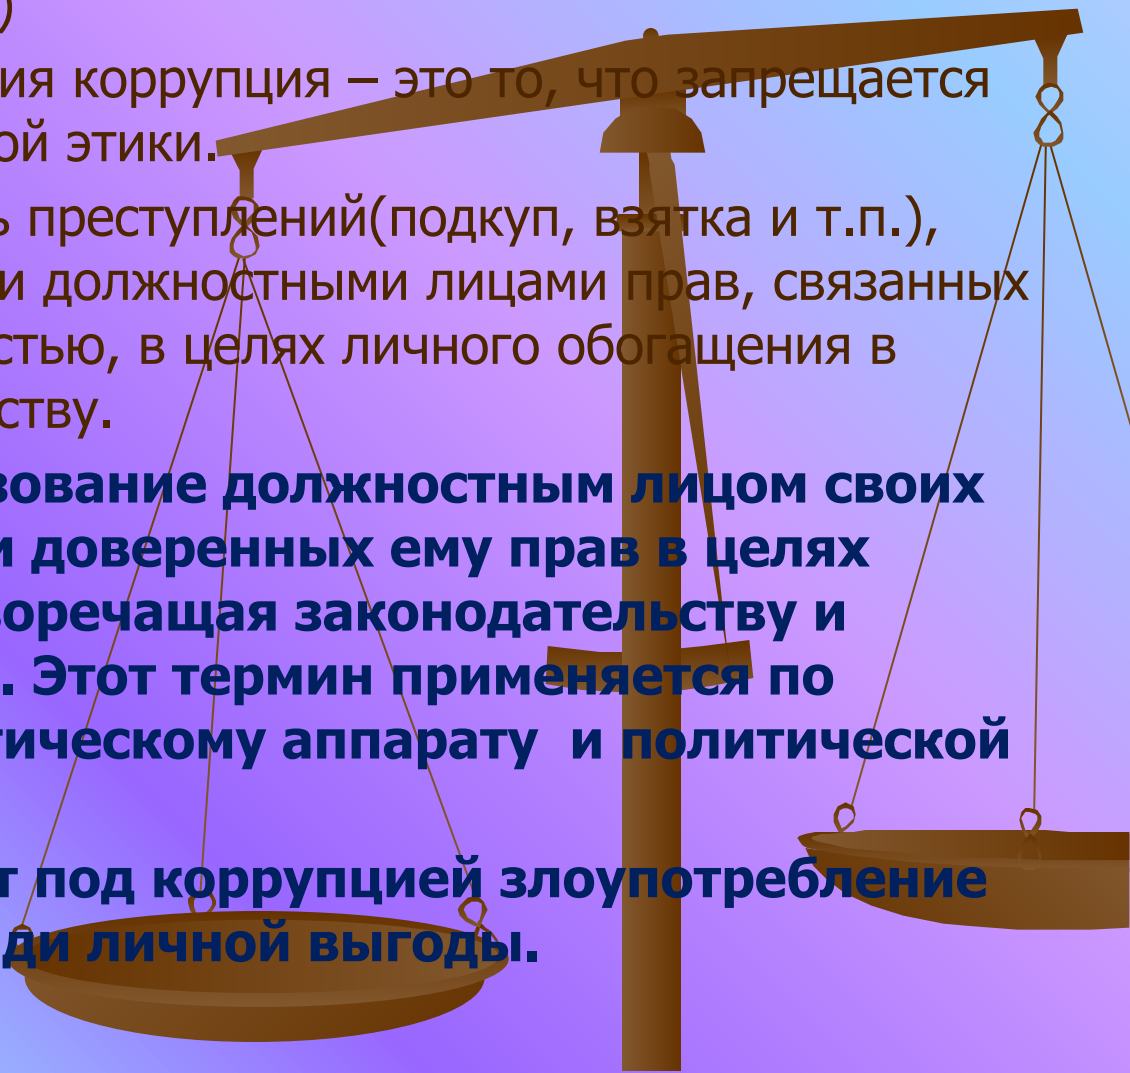 )
ия коррупция – это то, что запрещается
ой этики.
ь преступлений(подкуп, взятка и т.п.),
и должностными лицами прав, связанных
стью, в целях личного обогащения в
ству.
зование должностным лицом своих
и доверенных ему прав в целях
воречащая законодательству и
. Этот термин применяется по
тическому аппарату и политической
т под коррупцией злоупотребление
ди личной выгоды.